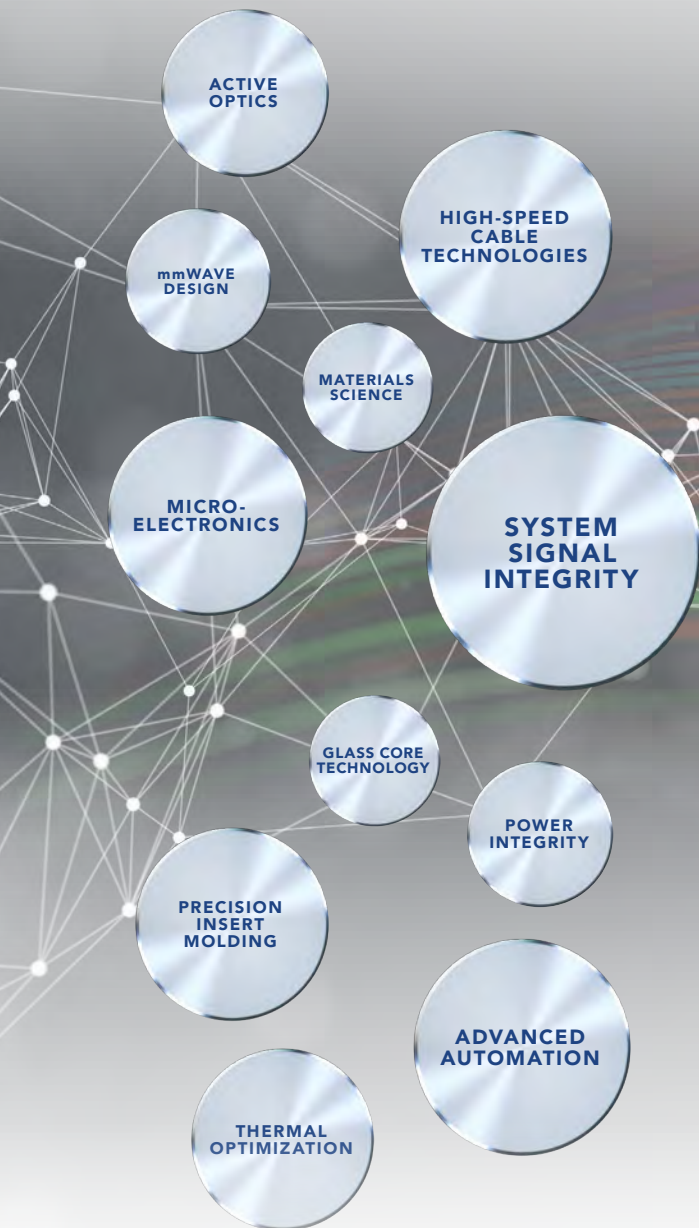 ACTIVE
OPTICS
HIGH-SPEED
CABLE
TECHNOLOGIES
mmWAVE
DESIGN
MATERIALS
SCIENCE
MICRO-
ELECTRONICS
SYSTEM
SIGNAL
INTEGRITY
GLASS CORE
TECHNOLOGY
POWER
INTEGRITY
PRECISION
INSERT
MOLDING
ADVANCED
AUTOMATION
THERMAL
OPTIMIZATION